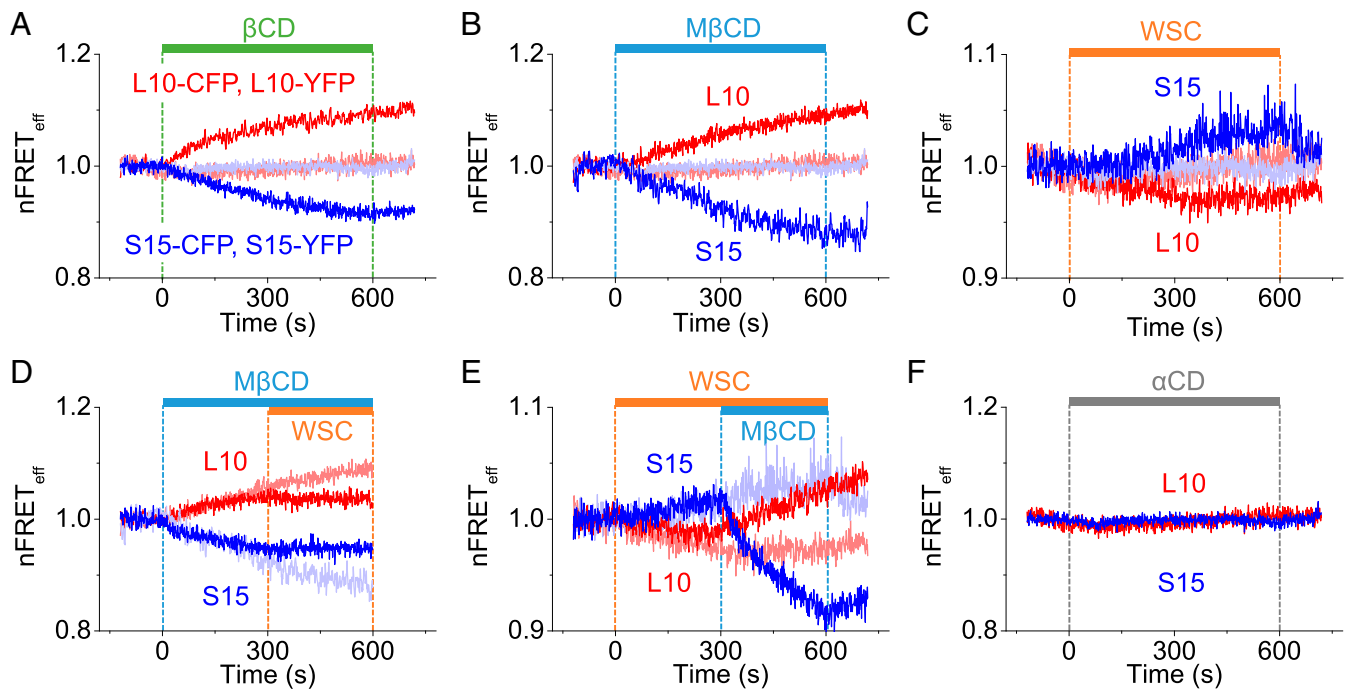 A
βCD
1.2
L10-CFP, L10-YFP
1.0
S15-CFP, S15-YFP
0.8
nFRETeff
0 300 600
Time (s)
B
MβCD
1.2
L10
1.0
S15
0.8
nFRETeff
0 300 600
Time (s)
C
WSC
1.1
S15
1.0
L10
0.9
nFRETeff
0 300 600
Time (s)
D
MβCD
1.2
WSC
L10
1.0
S15
0.8
nFRETeff
0 300 600
Time (s)
E
WSC
1.1
MβCD
S15
1.0
L10
0.9
nFRETeff
0 300 600
Time (s)
F
αCD
1.2
L10
1.0
S15
0.8
nFRETeff
0 300 600
Time (s)